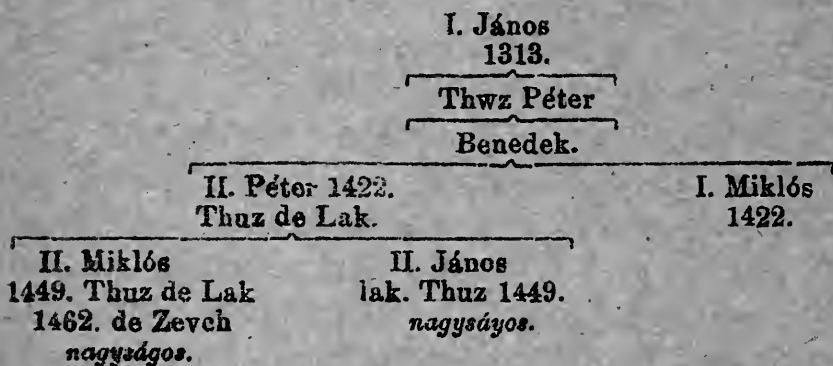 I. János
1313.
Thwz Péter
Benedek.
II. Péter 1422.
Thuz de Lak.
I. Miklós
1422.
II. Miklós
1449. Thuz de Lak
1462. de Zevch
nagyságos.
II. János
lak. Thuz 1449.
nagysáyos.